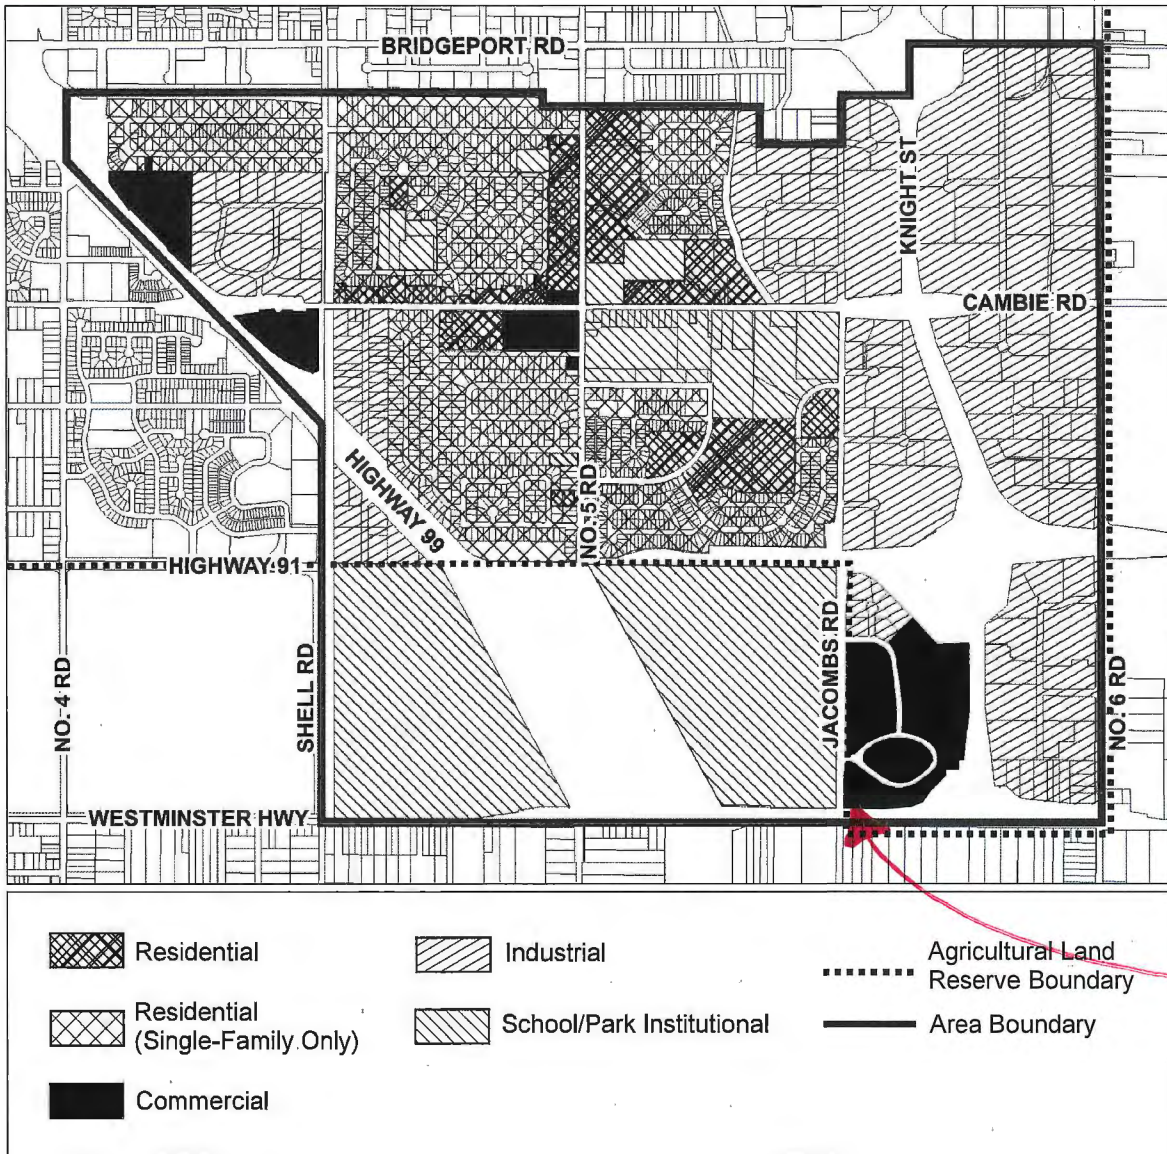 BRIDGEPORT RD
KNIGHT ST
CAMBIE RD
HIGHWAY 99
NO. 5 RD
HIGHWAY 91
NO. 4 RD
SHELL RD
JACOMBS RD
NO. 6 RD
WESTMINSTER HWY
Residential
Industrial
Agricultural Land
Reserve Boundary
Residential
(Single-Family Only)
School/Park Institutional
Area Boundary
Commercial